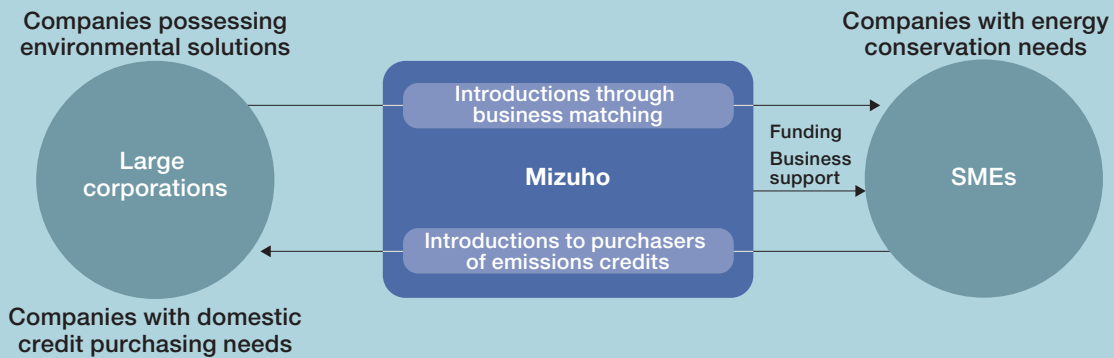 Companies possessing
environmental solutions
Companies with energy
conservation needs
Introductions through
business matching
Funding
Business
support
Large
corporations
Mizuho
SMEs
Introductions to purchasers
of emissions credits
Companies with domestic
credit purchasing needs